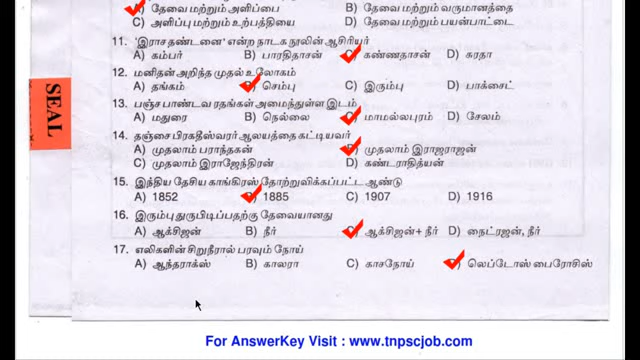 A) தேவை மற்றும் அளிப்பை B) தேவை மற்றும் வருமானத்தை
C) அளிப்பு மற்றும் உற்பத்தியை D) தேவை மற்றும் பயன்பாட்டை
11. 'இராச தண்டனை' என்ற நாடக நூலின் ஆசிரியர்
A) கம்பர் B) பாரதிதாசன் C) கண்ணதாசன் D) சுரதா
12. மனிதன் அறிந்த முதல் உலோகம்
A) தங்கம் B) செம்பு C) இரும்பு D) பாக்சைட்
SEAL
13. பஞ்ச பாண்டவ ரதங்கள் அமைந்துள்ள இடம்
A) மதுரை B) நெல்லை C) மாமல்லபுரம் D) சேலம்
14. தஞ்சை பிரகதீஸ்வரர் ஆலயத்தை கட்டியவர்
A) முதலாம் பராந்தகன் B) முதலாம் இராஜராஜன்
C) முதலாம் இராஜேந்திரன் D) கண்டராதித்யன்
15. இந்திய தேசிய காங்கிரஸ் தோற்றுவிக்கப்பட்ட ஆண்டு
A) 1852 B) 1885 C) 1907 D) 1916
16. இரும்பு துருபிடிப்பதற்கு தேவையானது
A) ஆக்சிஜன் B) நீர் C) ஆக்சிஜன்+ நீர் D) நைட்ரஜன், நீர்
17. எலிகளின் சிறுநீரால் பரவும் நோய்
A) ஆந்தராக்ஸ் B) காலரா C) காசநோய் D) லெப்டோஸ் பைரோசிஸ்
For AnswerKey Visit : www.tnpscjob.com